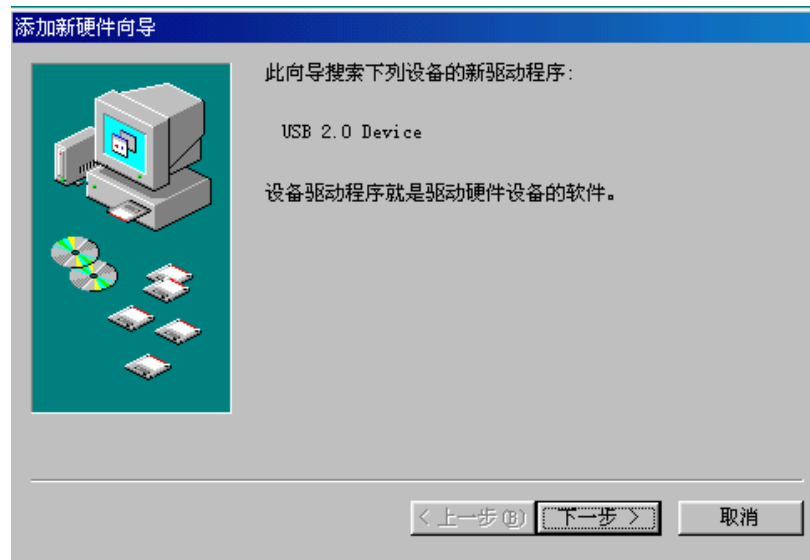 添加新硬件向导
此向导搜索下列设备的新驱动程序:
USB 2.0 Device
设备驱动程序就是驱动硬件设备的软件。
< 上一步(B) 下一步 > 取消